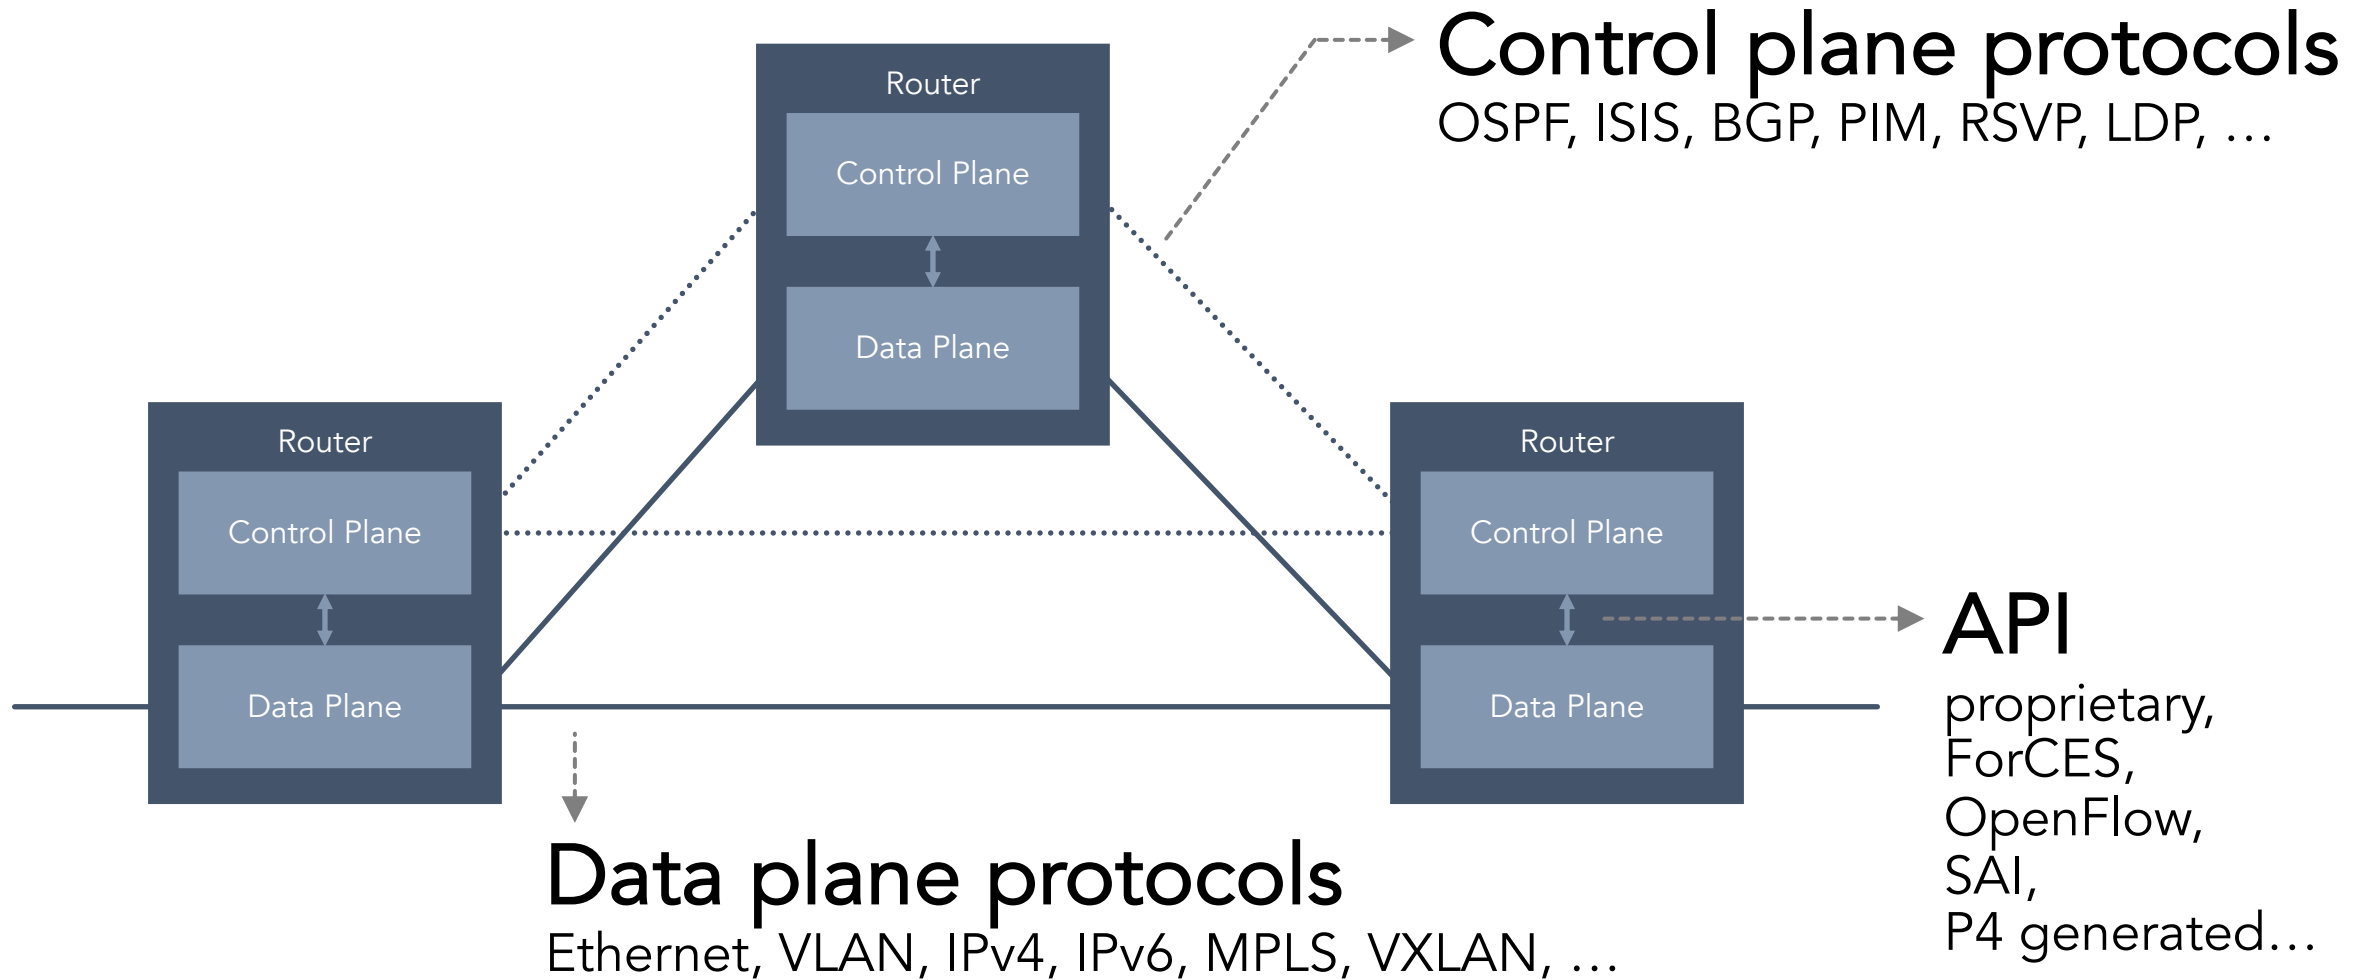 Control plane protocols
OSPF, ISIS, BGP, PIM, RSVP, LDP, …
Router
Control Plane
Data Plane
Router
Control Plane
Data Plane
Router
Control Plane
Data Plane
API
proprietary,
ForCES,
OpenFlow,
SAI,
P4 generated…
Data plane protocols
Ethernet, VLAN, IPv4, IPv6, MPLS, VXLAN, …